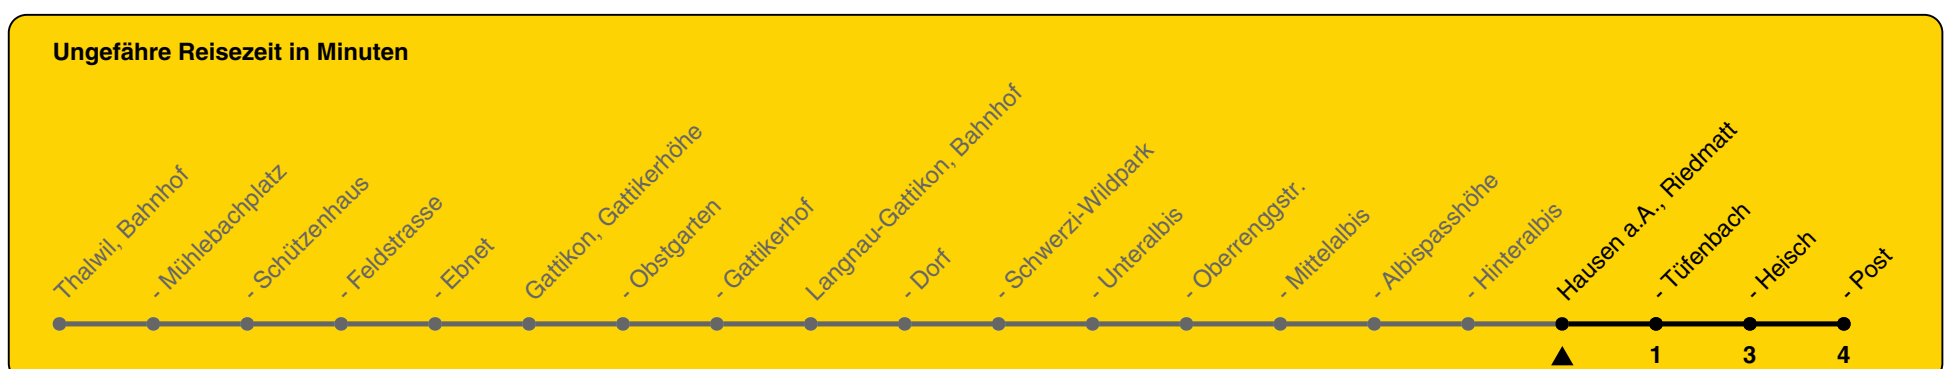 Ungefähre Reisezeit in Minuten
Thalwil, Bahnhof
- Mühlebachplatz
- Schützenhaus
- Feldstrasse
- Ebnet
Gattikon, Gattikerhöhe
- Obstgarten
- Gattikerhof
Langnau-Gattikon, Bahnhof
- Dorf
- Schwerzi-Wildpark
- Unteralbis
- Oberrenggstr.
- Mittelalbis
- Albispasshöhe
- Hinteralbis
Hausen a.A., Riedmatt
- Tüfenbach
- Heisch
- Post
1 3 4